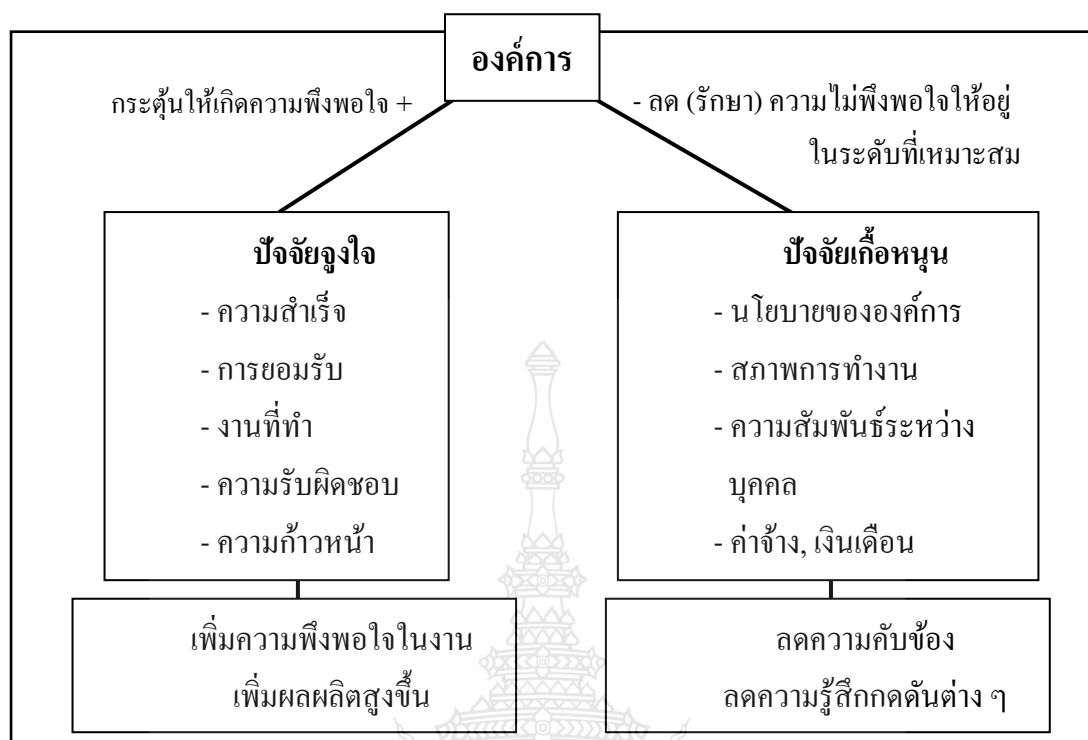 องค์การ
กระตุ้นให้เกิดความพึงพอใจ +
- ลด (รักษา) ความไม่พึงพอใจให้อยู่
ในระดับที่เหมาะสม
ปัจจัยจูงใจ
- ความสำเร็จ
- การยอมรับ
- งานที่ทำ
- ความรับผิดชอบ
- ความก้าวหน้า
ปัจจัยเกื้อหนุน
- นโยบายขององค์การ
- สภาพการทำงาน
- ความสัมพันธ์ระหว่าง
บุคคล
- ค่าจ้าง, เงินเดือน
เพิ่มความพึงพอใจในงาน
เพิ่มผลผลิตสูงขึ้น
ลดความคับข้อง
ลดความรู้สึกกดดันต่าง ๆ